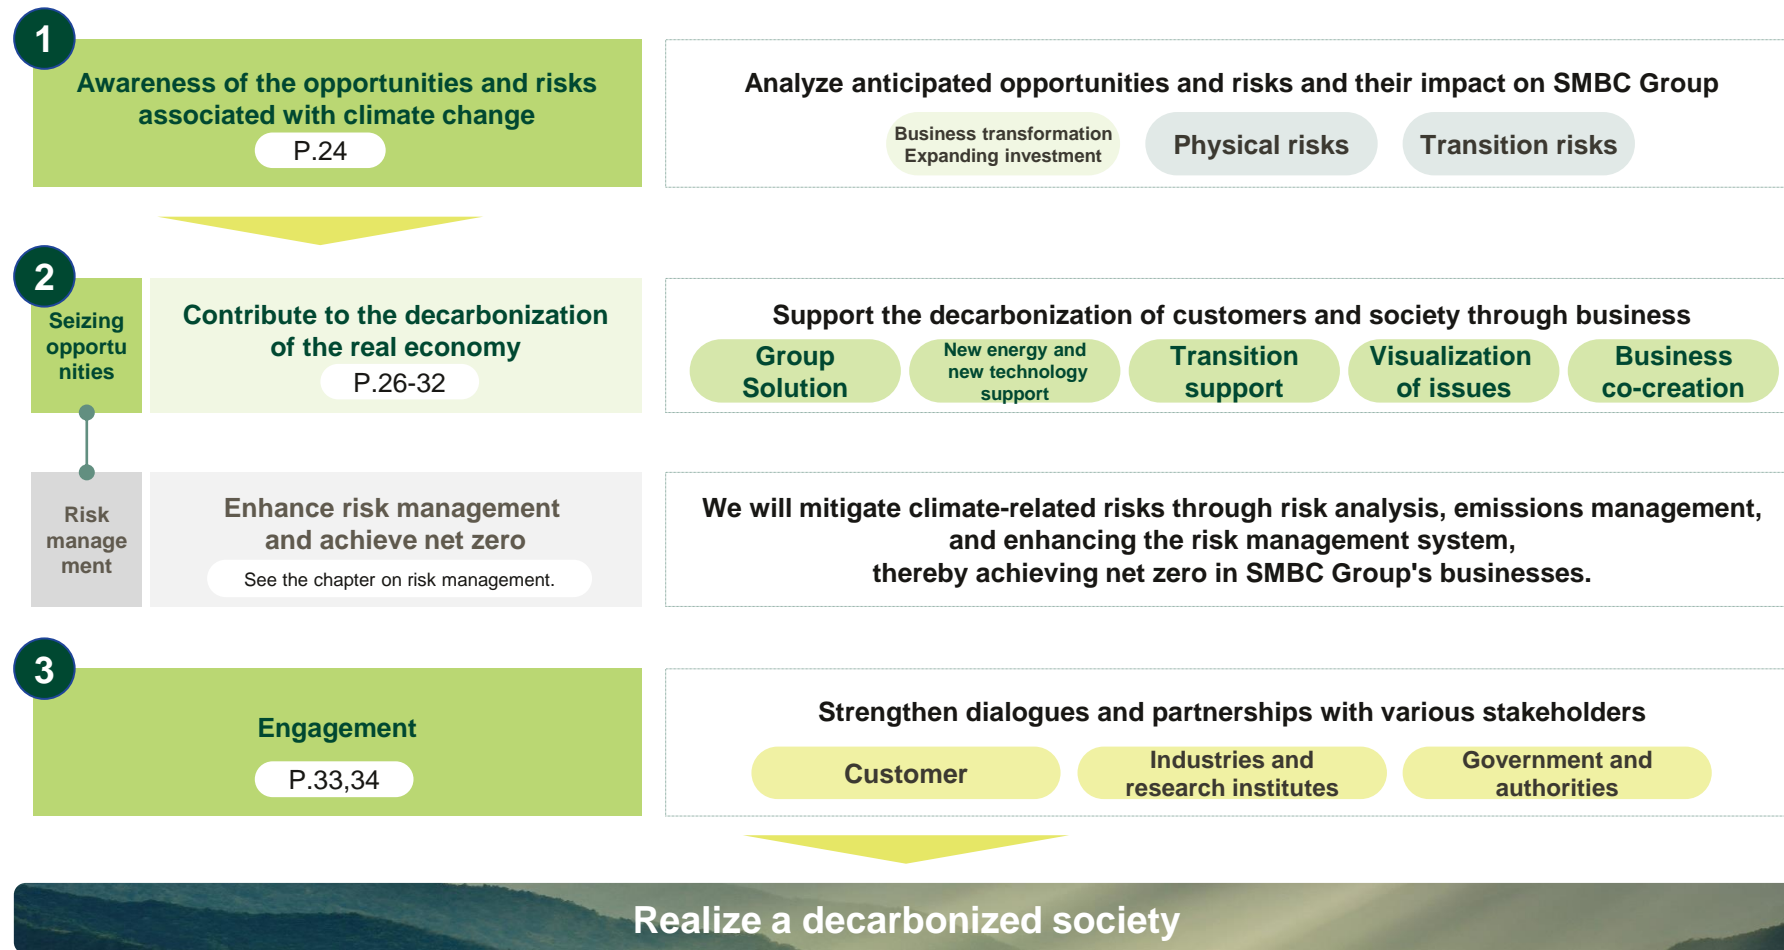 1
Awareness of the opportunities and risks
associated with climate change
P.24
Analyze anticipated opportunities and risks and their impact on SMBC Group
Business transformation
Expanding investment
Physical risks
Transition risks
2
Seizing
opportu
nities
Contribute to the decarbonization
of the real economy
P.26-32
Support the decarbonization of customers and society through business
Group
Solution
New energy and
new technology
support
Transition
support
Visualization
of issues
Business
co-creation
Risk
manage
ment
Enhance risk management
and achieve net zero
See the chapter on risk management.
We will mitigate climate-related risks through risk analysis, emissions management,
and enhancing the risk management system,
thereby achieving net zero in SMBC Group's businesses.
3
Engagement
P.33,34
Strengthen dialogues and partnerships with various stakeholders
Customer
Industries and
research institutes
Government and
authorities
Realize a decarbonized society